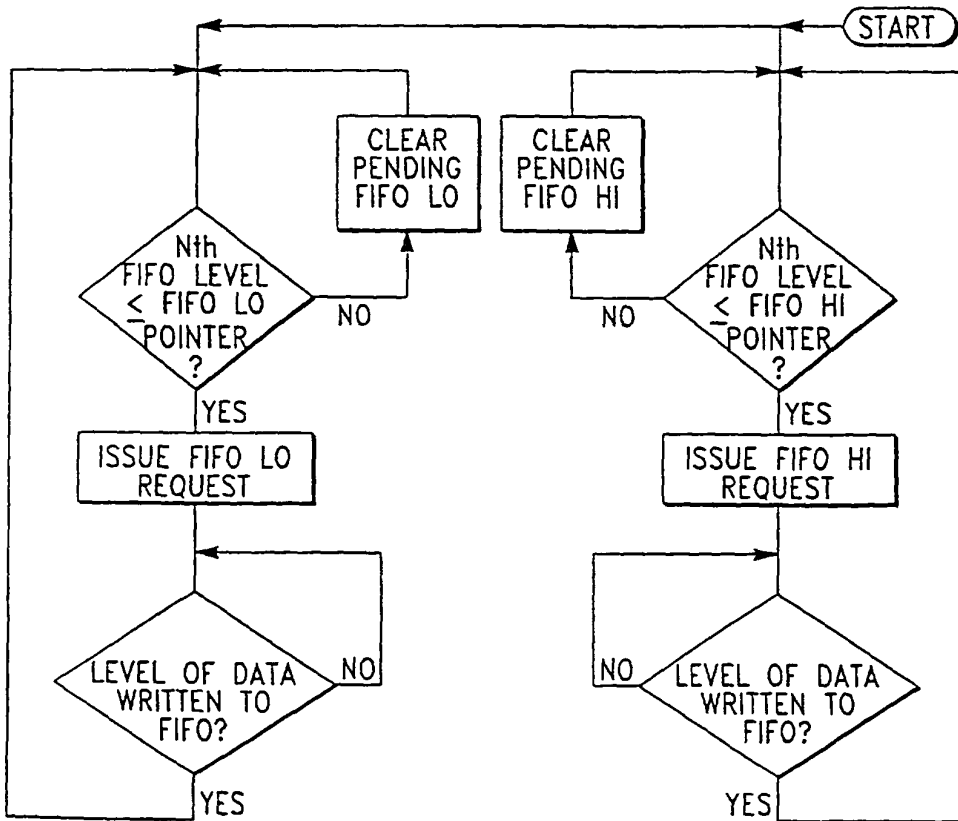 START
CLEAR
PENDING
FIFO LO
CLEAR
PENDING
FIFO HI
Nth
FIFO LEVEL
≤ FIFO LO
POINTER
?
NO
Nth
FIFO LEVEL
≤ FIFO HI
POINTER
?
NO
YES
YES
ISSUE FIFO LO
REQUEST
ISSUE FIFO HI
REQUEST
LEVEL OF DATA
WRITTEN TO
FIFO?
NO
LEVEL OF DATA
WRITTEN TO
FIFO?
NO
YES
YES